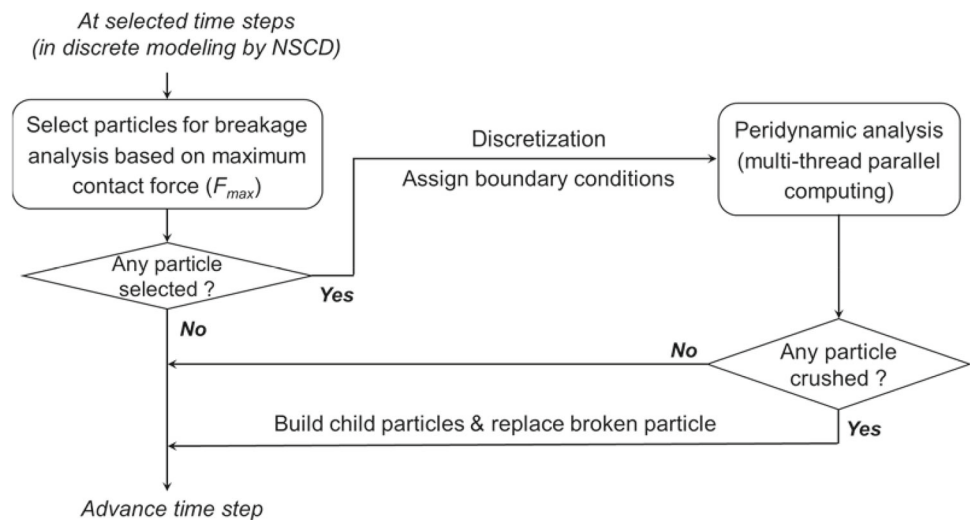 At selected time steps
(in discrete modeling by NSCD)
Select particles for breakage
analysis based on maximum
contact force (Fmax)
Any particle
selected ?
Yes
No
Discretization
Assign boundary conditions
Peridynamic analysis
(multi-thread parallel
computing)
Any particle
crushed ?
No
Yes
Build child particles & replace broken particle
Advance time step